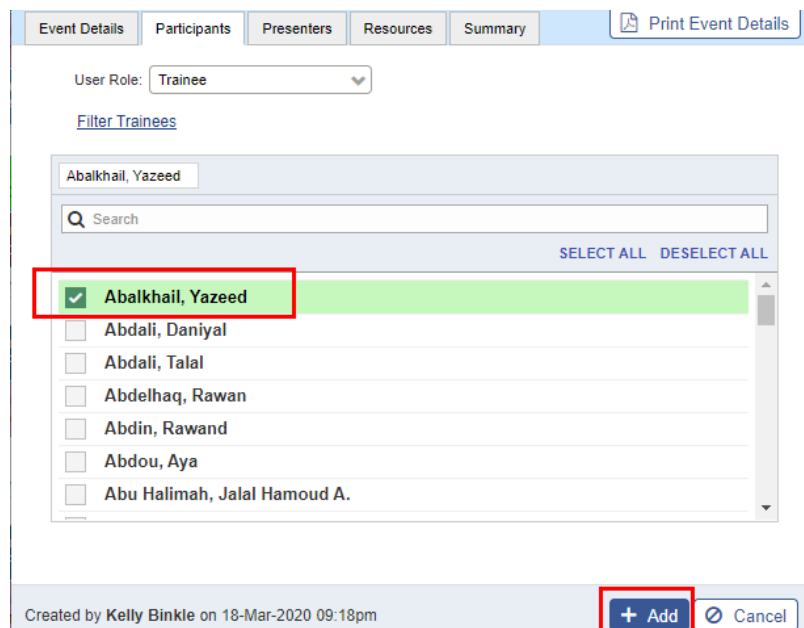 Event Details Participants Presenters Resources Summary Print Event Details
User Role: Trainee
Filter Trainees
Abalkhail, Yazeed
Search
SELECT ALL DESELECT ALL
Abalkhail, Yazeed
Abdali, Daniyal
Abdali, Talal
Abdelhaq, Rawan
Abdin, Rawand
Abdou, Aya
Abu Halimah, Jalal Hamoud A.
Created by Kelly Binkle on 18-Mar-2020 09:18pm + Add Cancel